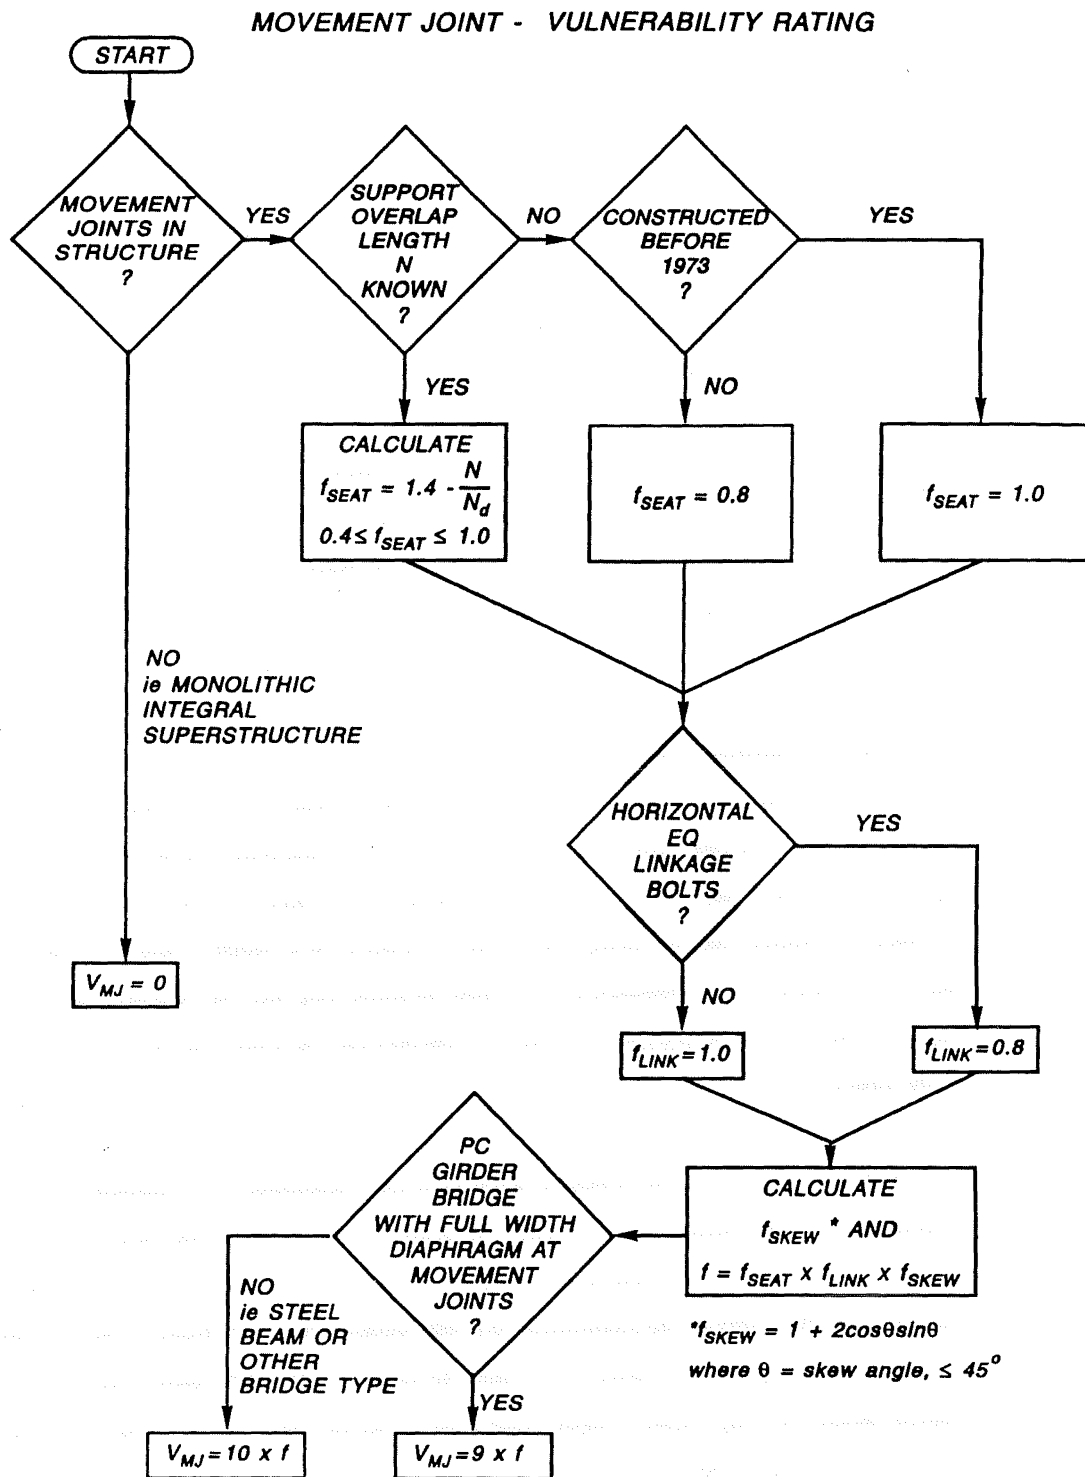 MOVEMENT JOINT - VULNERABILITY RATING
START
MOVEMENT
JOINTS IN
STRUCTURE
?
YES
SUPPORT
OVERLAP
LENGTH
N
KNOWN
?
NO
CONSTRUCTED
BEFORE
1973
?
YES
YES
NO
CALCULATE
f_SEAT = 1.4 - N/N_d
0.4 ≤ f_SEAT ≤ 1.0
f_SEAT = 0.8
f_SEAT = 1.0
NO
ie MONOLITHIC
INTEGRAL
SUPERSTRUCTURE
HORIZONTAL
EQ
LINKAGE
BOLTS
?
YES
NO
V_MJ = 0
f_LINK = 1.0
f_LINK = 0.8
PC
GIRDER
BRIDGE
WITH FULL WIDTH
DIAPHRAGM AT
MOVEMENT
JOINTS
?
CALCULATE
f_SKEW * AND
f = f_SEAT x f_LINK x f_SKEW
*f_SKEW = 1 + 2cosθsinθ
where θ = skew angle, ≤ 45°
NO
ie STEEL
BEAM OR
OTHER
BRIDGE TYPE
YES
V_MJ = 10 x f
V_MJ = 9 x f